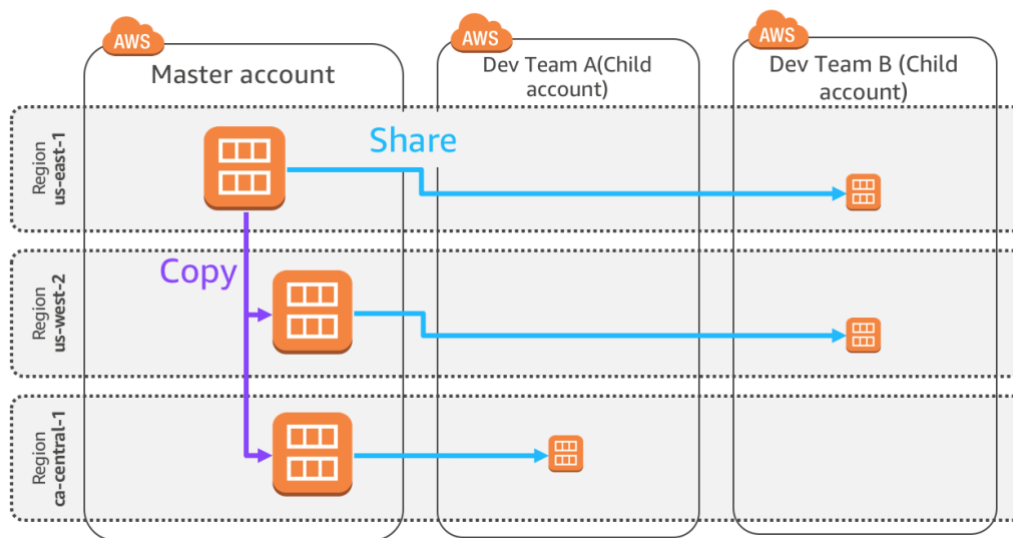 AWS
Master account
AWS
Dev Team A(Child
account)
AWS
Dev Team B (Child
account)
Region
us-east-1
Share
Region
us-west-2
Copy
Region
ca-central-1